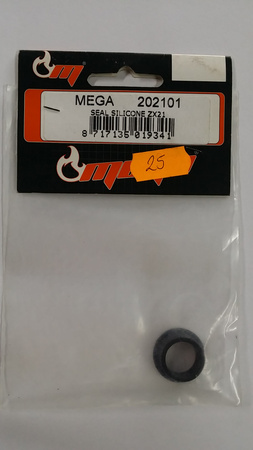 m
MEGA 202101
SEAL SILICONE ZX21
8 717135 019341
25